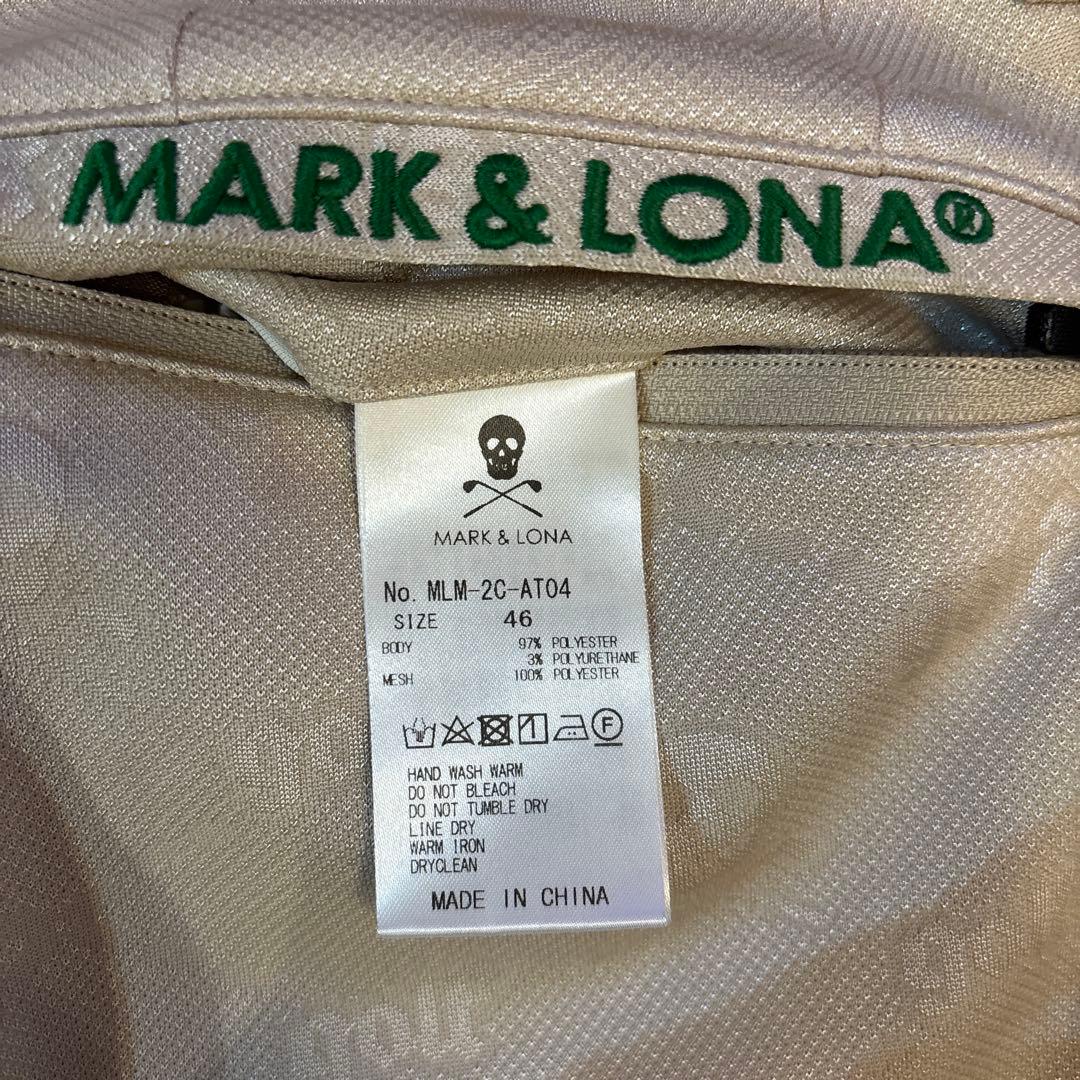 MARK & LONA®
MARK & LONA
No. MLM-2C-AT04
SIZE 46
BODY 97% POLYESTER
3% POLYURETHANE
MESH 100% POLYESTER
1 F
HAND WASH WARM
DO NOT BLEACH
DO NOT TUMBLE DRY
LINE DRY
WARM IRON
DRYCLEAN
MADE IN CHINA